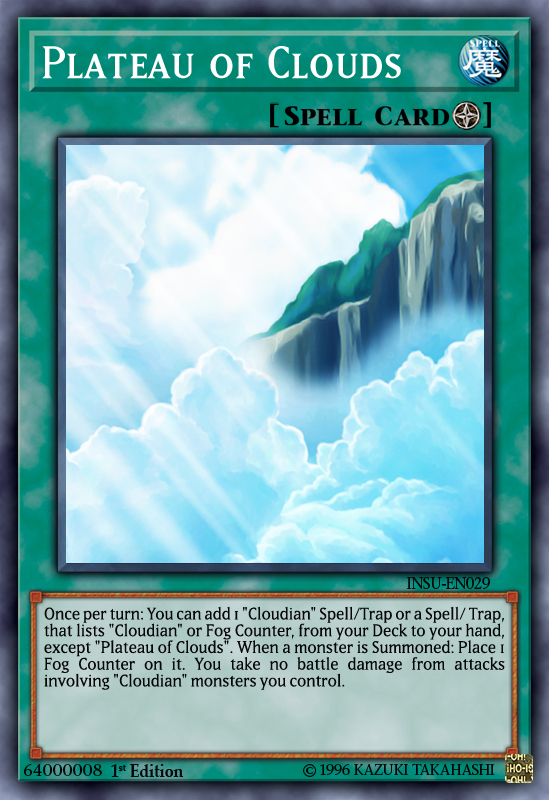 Plateau of Clouds
SPELL
魔
[Spell Card]
INSU-EN029
Once per turn: You can add 1 "Cloudian" Spell/Trap or a Spell/ Trap,
that lists "Cloudian" or Fog Counter, from your Deck to your hand,
except "Plateau of Clouds". When a monster is Summoned: Place 1
Fog Counter on it. You take no battle damage from attacks
involving "Cloudian" monsters you control.
64000008 1st Edition © 1996 KAZUKI TAKAHASHI